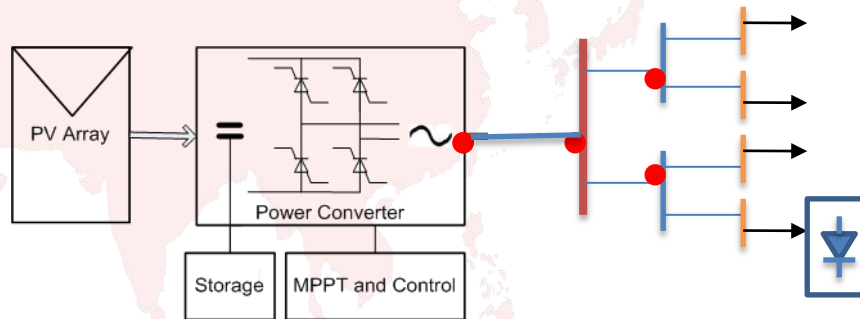 PV Array
Power Converter
Storage
MPPT and Control